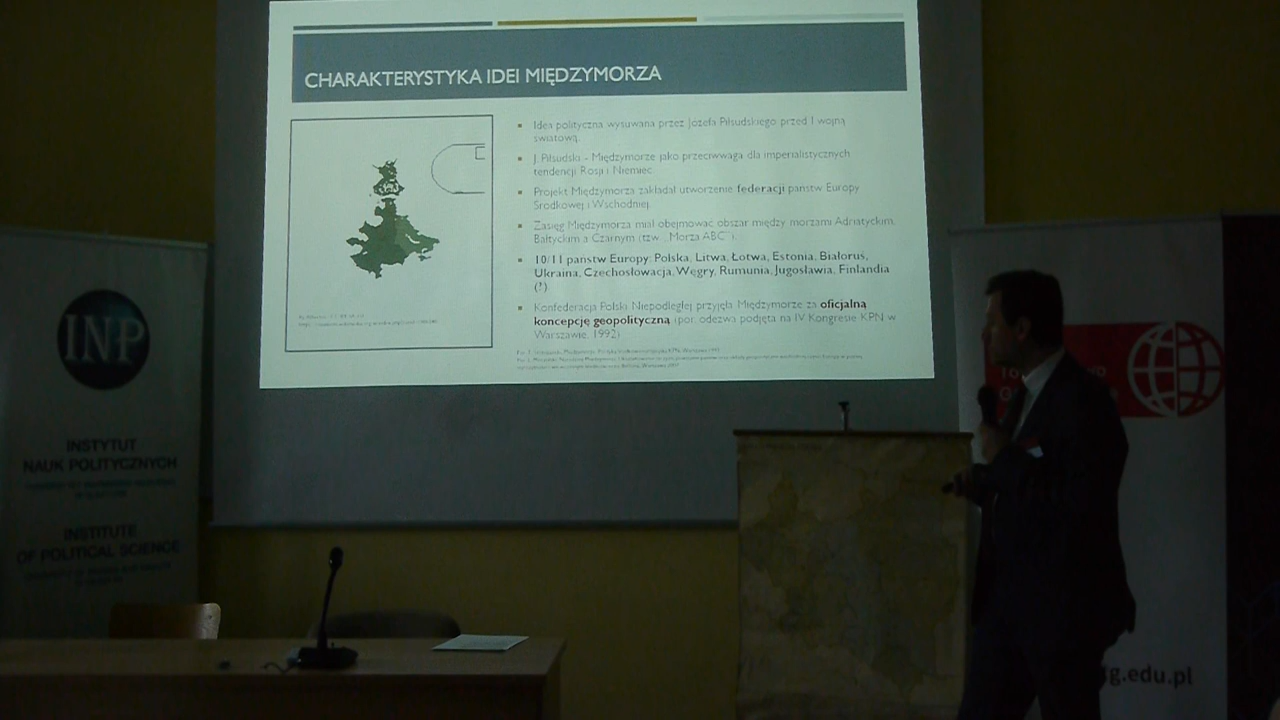 CHARAKTERYSTYKA IDEI MIĘDZYMORZA
Idea polityczna wysuwana przez Józefa Piłsudskiego przed I wojną
światową.
J. Piłsudski - Międzymorze jako przeciwwaga dla imperialistycznych
tendencji Rosji i Niemiec.
Projekt Międzymorza zakładał utworzenie federacji państw Europy
Środkowej i Wschodniej.
Zasięg Międzymorza miał obejmować obszar między morzami Adriatyckim,
Bałtyckim a Czarnym (tzw. „Morza ABC").
10/11 państw Europy: Polska, Litwa, Łotwa, Estonia, Białoruś,
Ukraina, Czechosłowacja, Węgry, Rumunia, Jugosławia, Finlandia
(?)
Konfederacja Polski Niepodległej przyjęła Międzymorze za oficjalną
koncepcję geopolityczną (por. odezwa podjęta na IV Kongresie KPN w
Warszawie, 1992)
INP
INSTYTUT
NAUK POLITYCZNYCH
INSTITUTE
OF POLITICAL SCIENCE
g.edu.pl